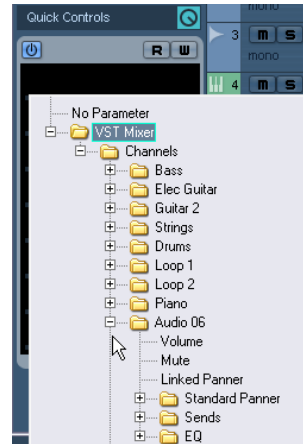 mono
Quick Controls
3 m S
R W
mono
4 m S
No Parameter
VST Mixer
Channels
Bass
Elec Guitar
Guitar 2
Strings
Drums
Loop 1
Loop 2
Piano
Audio 06
Volume
Mute
Linked Panner
Standard Panner
Sends
EQ